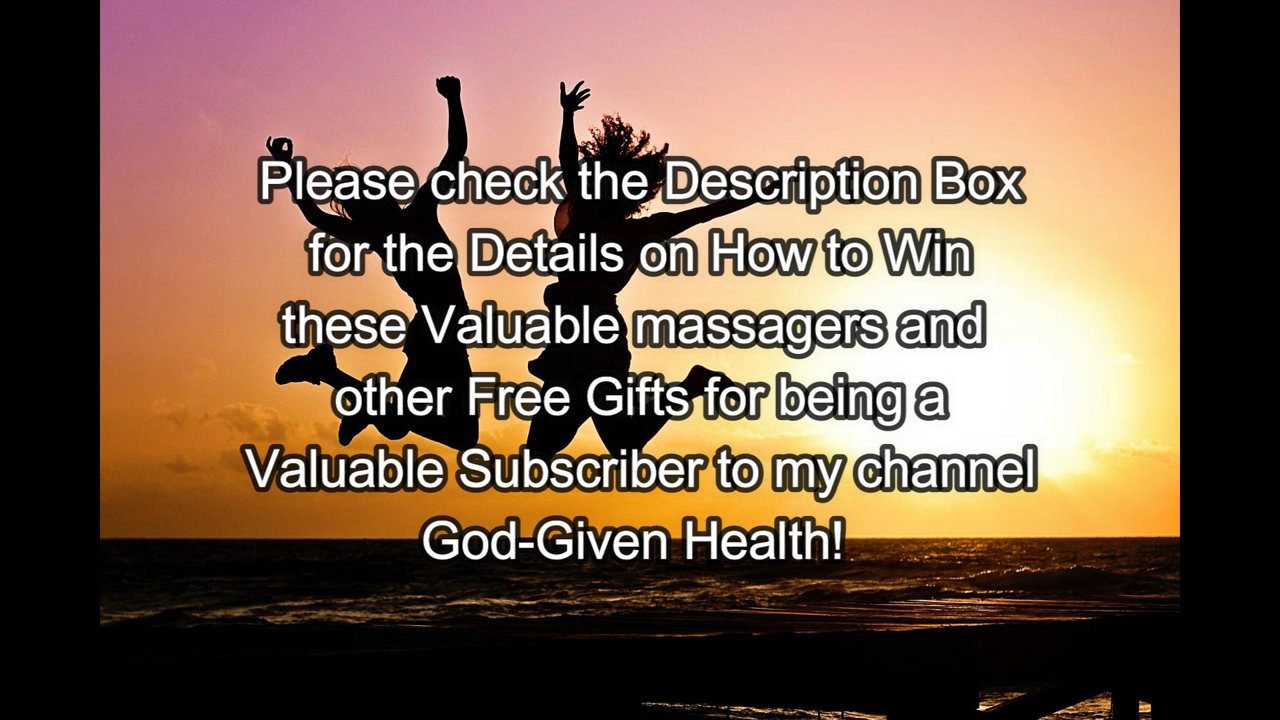 Please check the Description Box
for the Details on How to Win
these Valuable massagers and
other Free Gifts for being a
Valuable Subscriber to my channel
God-Given Health!